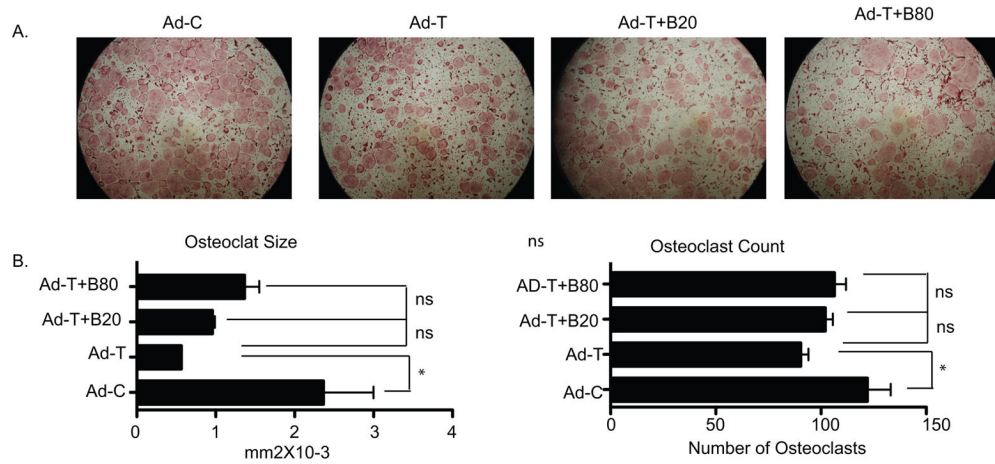 A.
Ad-C
Ad-T
Ad-T+B20
Ad-T+B80
B.
Osteoclat Size
Ad-T+B80
Ad-T+B20
Ad-T
Ad-C
ns
ns
*
0 1 2 3 4
mm2X10-3
ns
Osteoclast Count
AD-T+B80
Ad-T+B20
Ad-T
Ad-C
ns
ns
*
0 50 100 150
Number of Osteoclasts